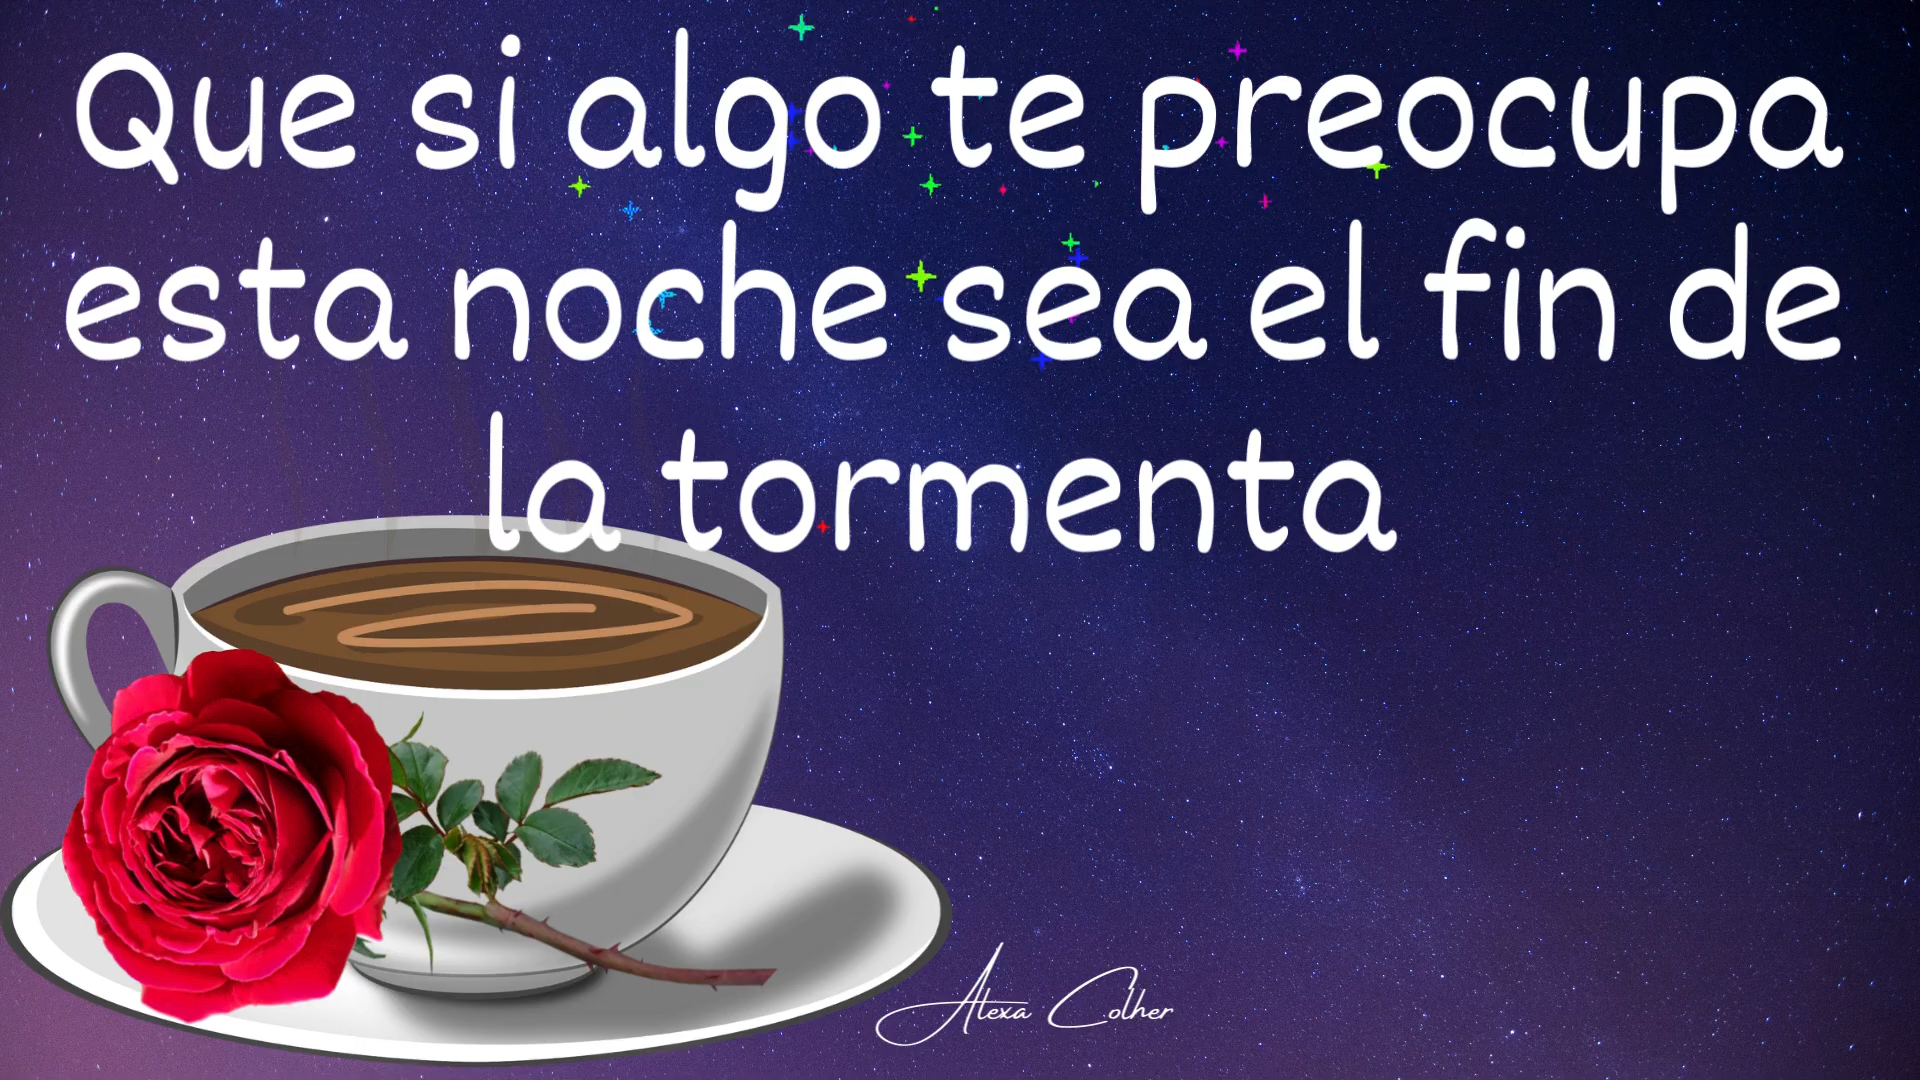 Que si algo te preocupa
esta noche sea el fin de
la tormenta
Alexa Colher